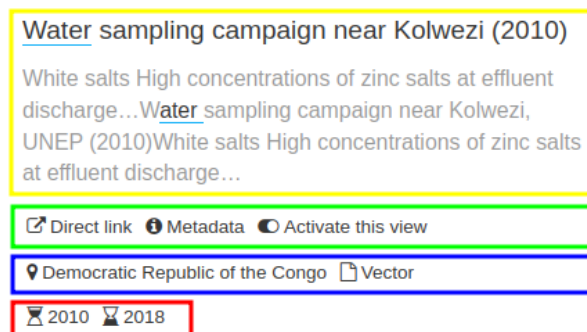 Water sampling campaign near Kolwezi (2010)
White salts High concentrations of zinc salts at effluent
discharge…Water sampling campaign near Kolwezi,
UNEP (2010)White salts High concentrations of zinc salts
at effluent discharge…
Direct link Metadata Activate this view
Democratic Republic of the Congo Vector
2010 2018